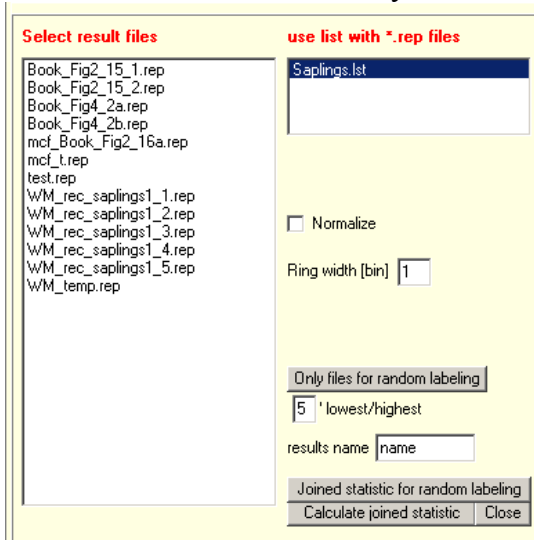 Select result files
use list with *.rep files
Book_Fig2_15_1.rep
Book_Fig2_15_2.rep
Book_Fig4_2a.rep
Book_Fig4_2b.rep
mcf_Book_Fig2_16a.rep
mcf_t.rep
test.rep
WM_rec_saplings1_1.rep
WM_rec_saplings1_2.rep
WM_rec_saplings1_3.rep
WM_rec_saplings1_4.rep
WM_rec_saplings1_5.rep
WM_temp.rep
Saplings.lst
Normalize
Ring width [bin] 1
Only files for random labeling
5 ' lowest/highest
results name name
Joined statistic for random labeling
Calculate joined statistic Close